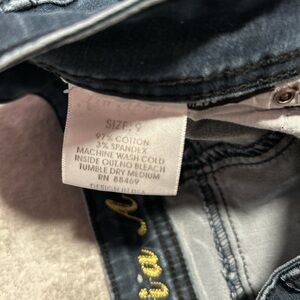 SIZE: 9
97% COTTON
3% SPANDEX
MACHINE WASH COLD
INSIDE OUT.NO BLEACH
TUMBLE DRY MEDIUM
RN 88469
DESIGN IN USA